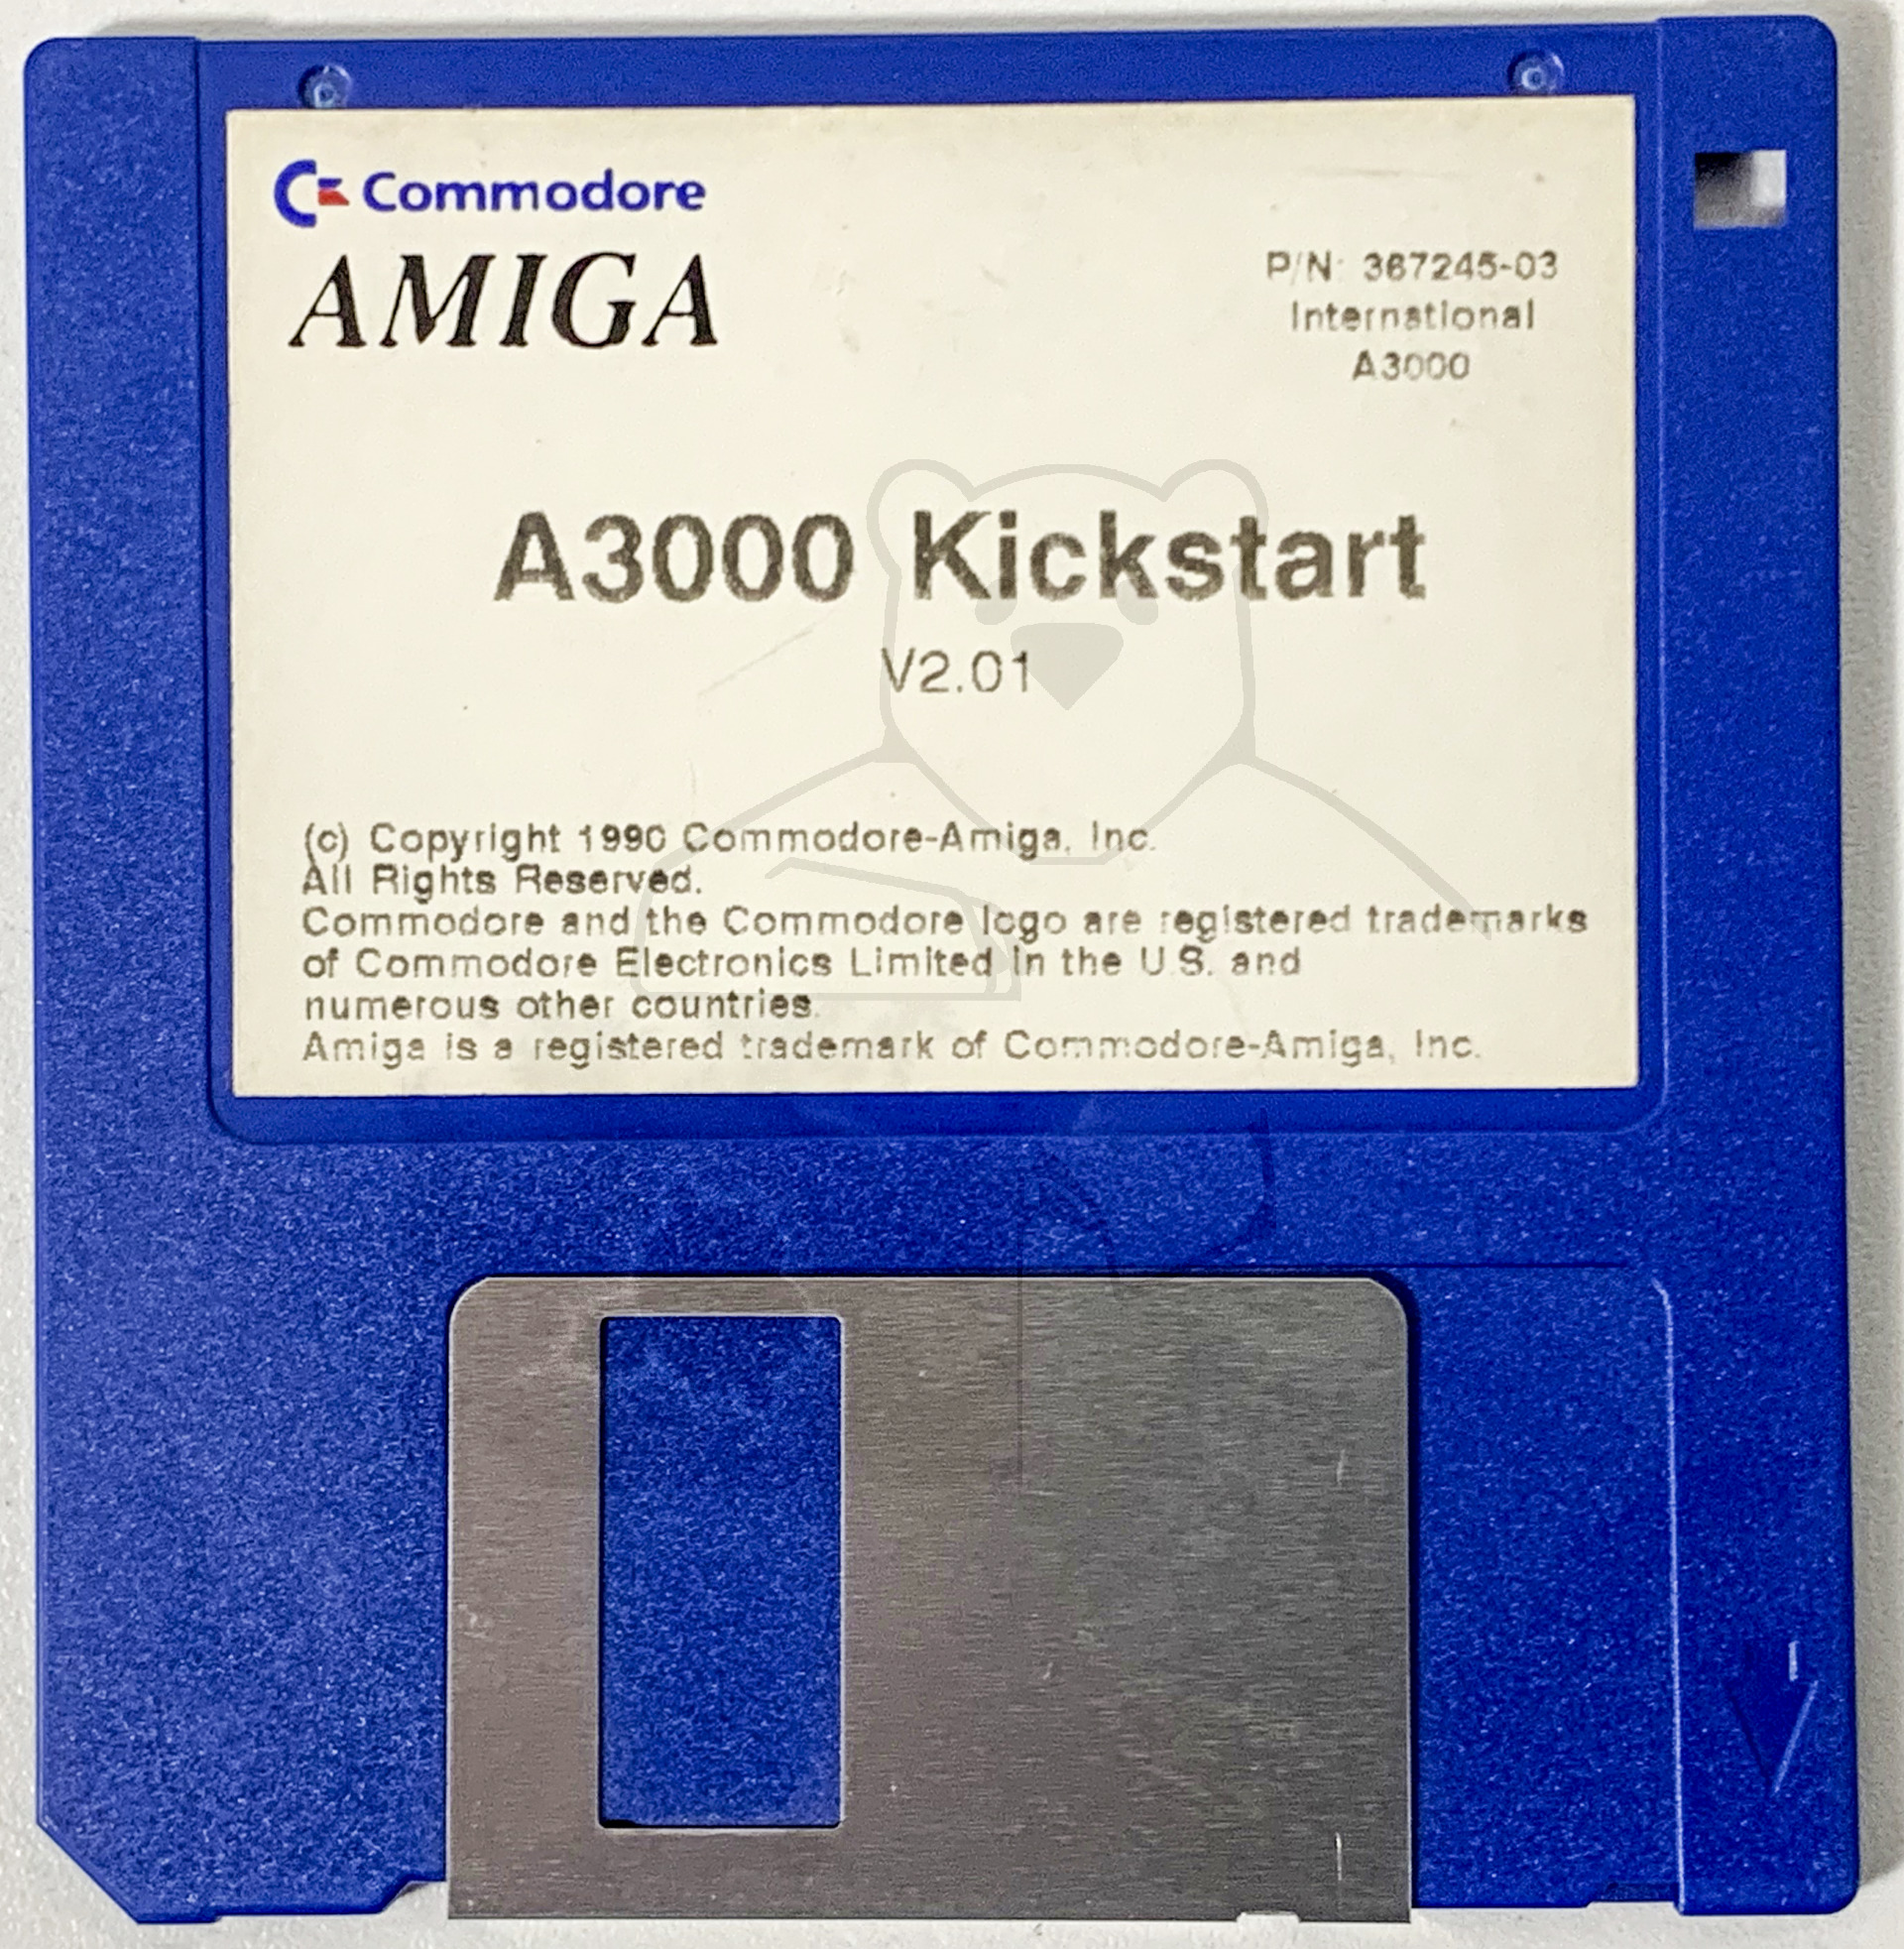 Commodore
AMIGA
P/N: 367245-03
International
A3000
A3000 Kickstart
V2.01
(c) Copyright 1990 Commodore-Amiga, Inc.
All Rights Reserved.
Commodore and the Commodore logo are registered trademarks
of Commodore Electronics Limited in the U.S. and
numerous other countries.
Amiga is a registered trademark of Commodore-Amiga, Inc.